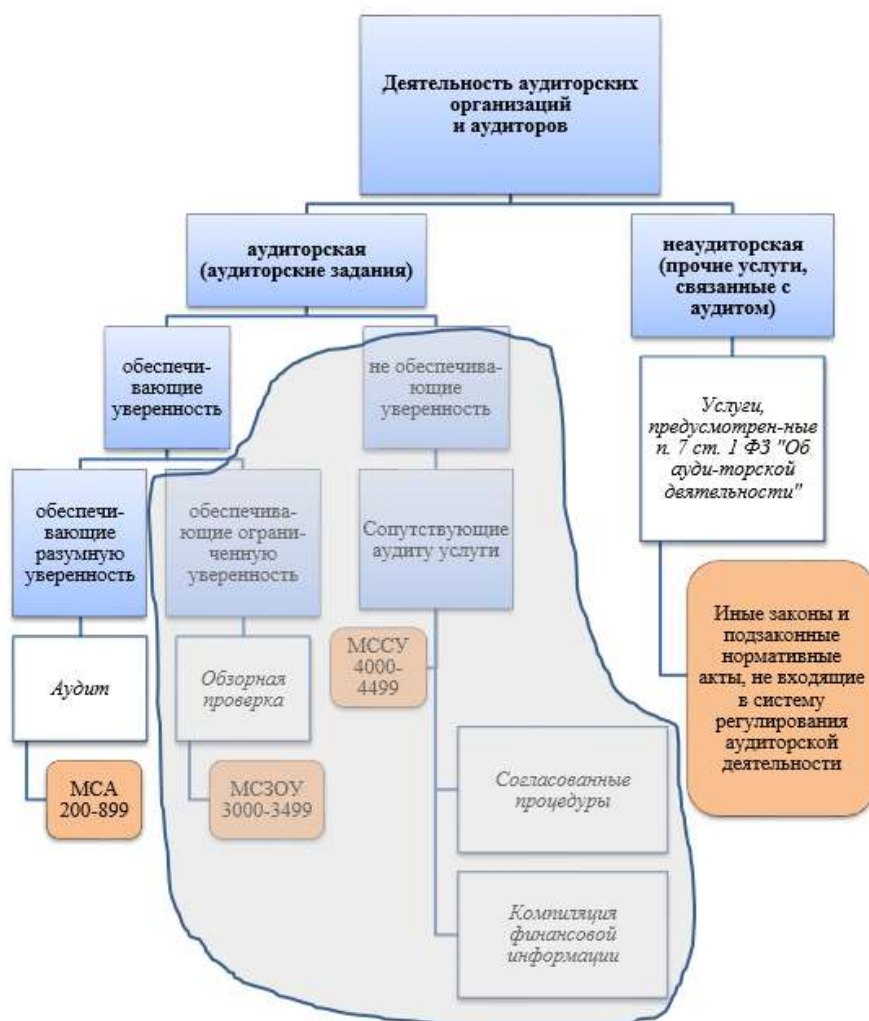 Деятельность аудиторских
организаций
и аудиторов
аудиторская
(аудиторские задания)
неаудиторская
(прочие услуги,
связанные с
аудитом)
обеспечи-
вающие
уверенность
не обеспечива-
ющие
уверенность
Услуги,
предусмотрен-ные
п. 7 ст. 1 ФЗ "Об
ауди-торской
деятельности"
обеспечи-
вающие
разумную
уверенность
обеспечива-
ющие ограни-
ченную
уверенность
Сопутствующие
аудиту услуги
Иные законы и
подзаконные
нормативные
акты, не входящие
в систему
регулирования
аудиторской
деятельности
Аудит
Обзорная
проверка
МССУ
4000-
4499
МСА
200-899
МСЗОУ
3000-3499
Согласованные
процедуры
Компиляция
финансовой
информации